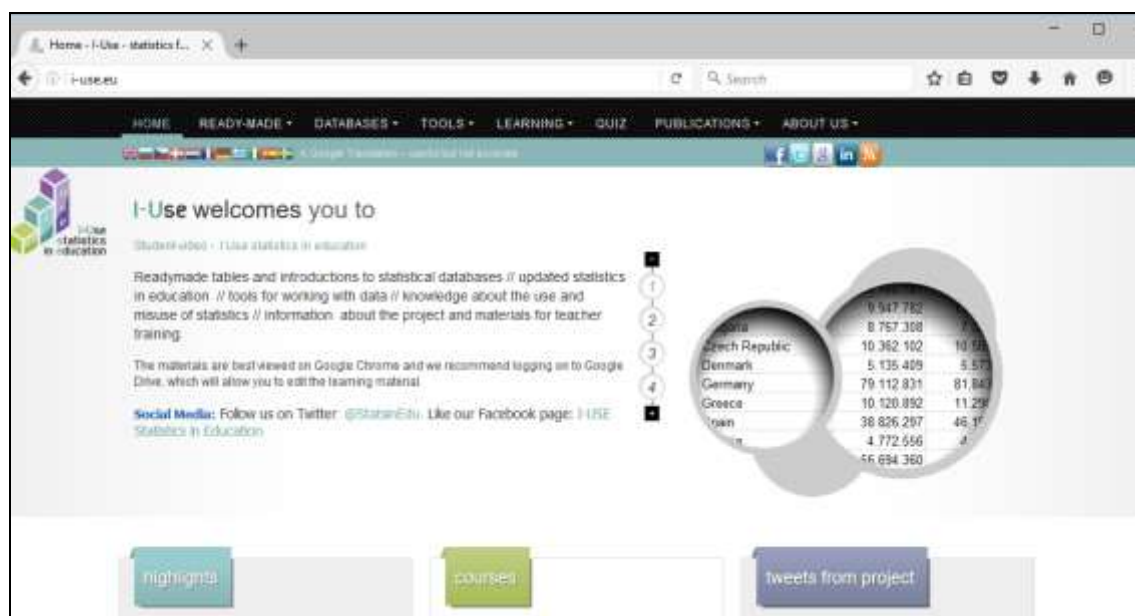 Home - I-Use - statistics f...
i-use.eu
Search
HOME READY-MADE DATABASES TOOLS LEARNING QUIZ PUBLICATIONS ABOUT US
I-Use
statistics
in education
I-Use welcomes you to
Student video - I Use statistics in education
Readymade tables and introductions to statistical databases // updated statistics
in education // tools for working with data // knowledge about the use and
misuse of statistics // information about the project and materials for teacher
training.
The materials are best viewed on Google Chrome and we recommend logging on to Google
Drive, which will allow you to edit the learning material.
Social Media: Follow us on Twitter: @StatsinEdu. Like our Facebook page: I-USE
Statistics in Education
1
2
3
4
9.947.782
8.767.308
Czech Republic 10.362.102
Denmark 5.135.409
Germany 79.112.831
Greece 10.120.892
38.826.297
4.772.556
highlights
courses
tweets from project